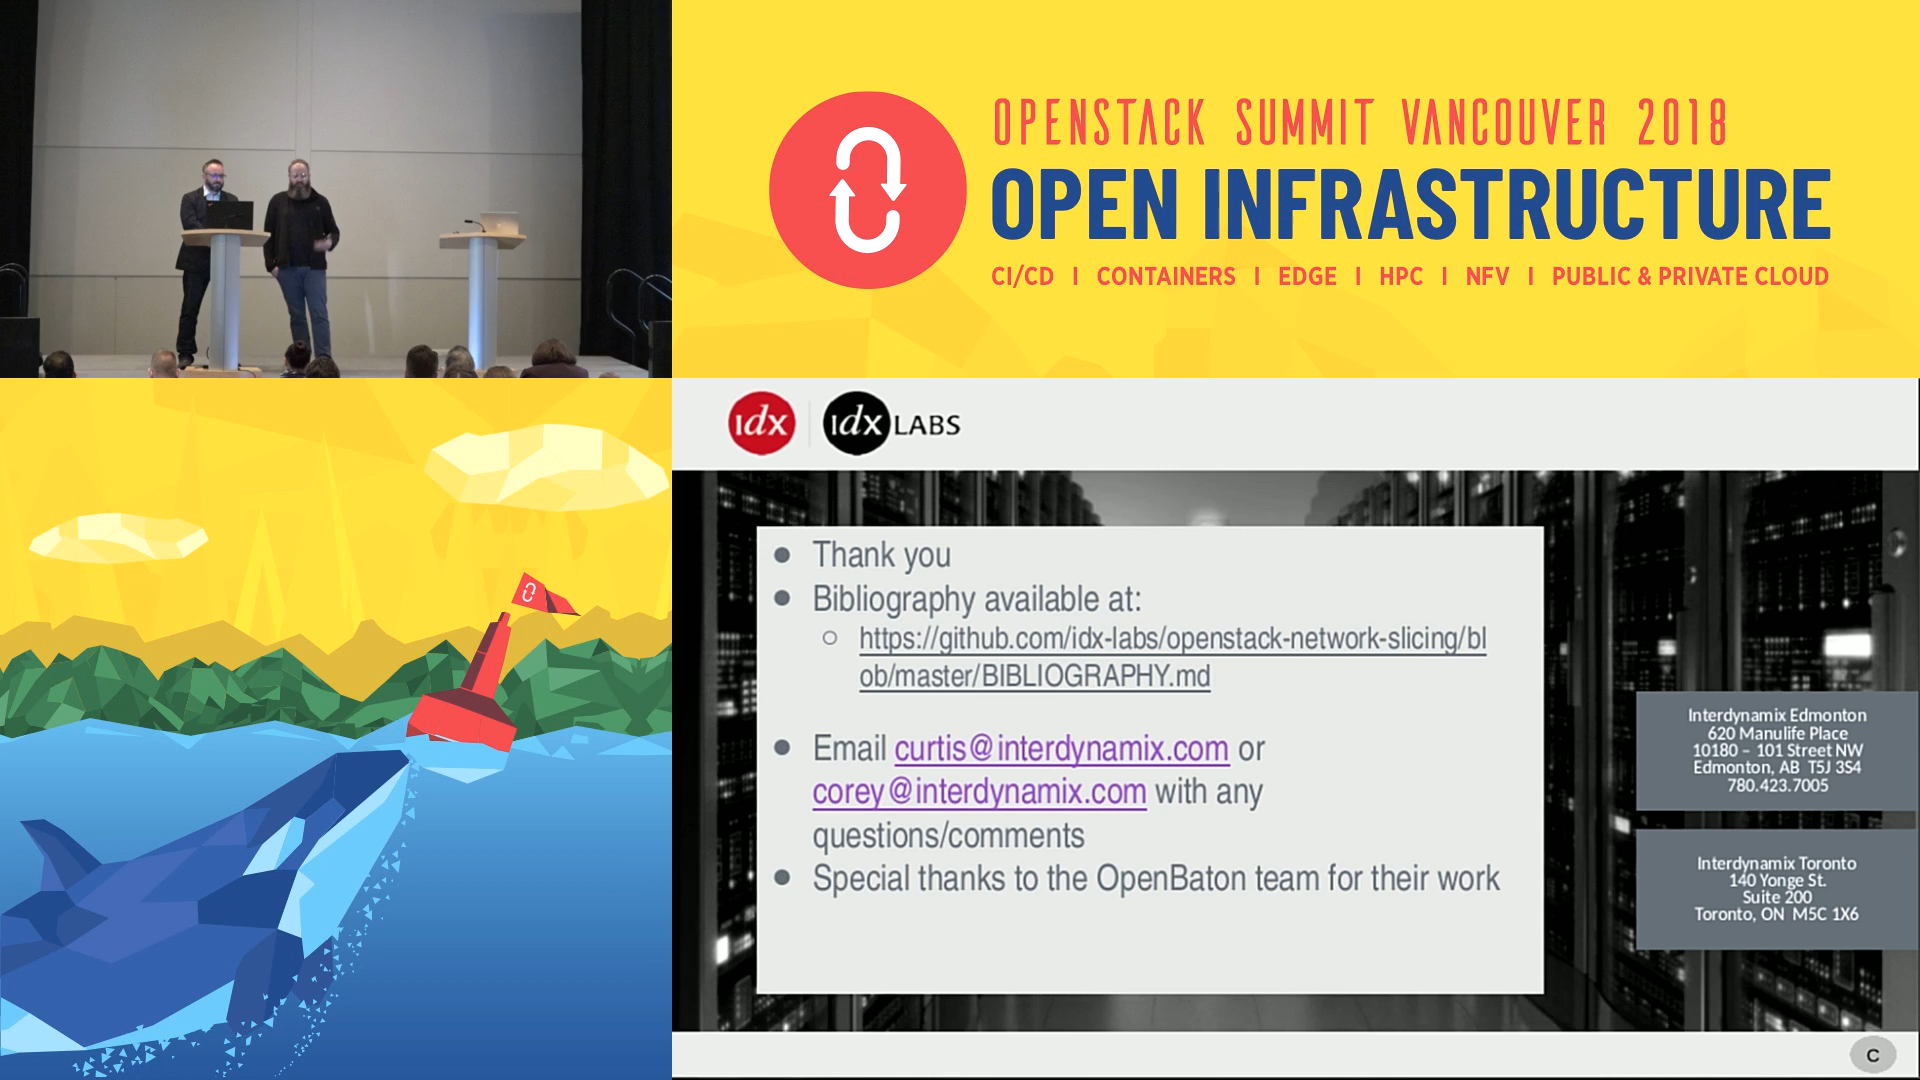 OPENSTACK SUMMIT VANCOUVER 2018
OPEN INFRASTRUCTURE
CI/CD I CONTAINERS I EDGE I HPC I NFV I PUBLIC & PRIVATE CLOUD
idx idx LABS
● Thank you
● Bibliography available at:
○ https://github.com/idx-labs/openstack-network-slicing/bl
ob/master/BIBLIOGRAPHY.md
● Email curtis@interdynamix.com or
corey@interdynamix.com with any
questions/comments
● Special thanks to the OpenBaton team for their work
Interdynamix Edmonton
620 Manulife Place
10180 – 101 Street NW
Edmonton, AB T5J 3S4
780.423.7005
Interdynamix Toronto
140 Yonge St.
Suite 200
Toronto, ON M5C 1X6
C